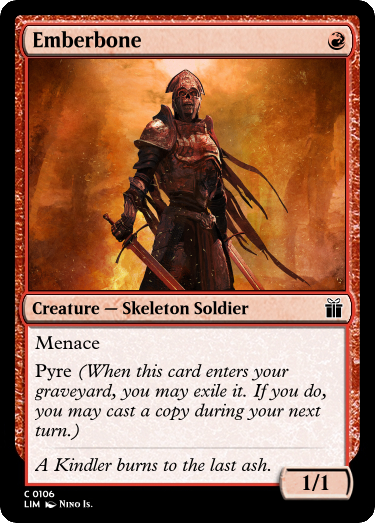 Emberbone
Creature — Skeleton Soldier
Menace
Pyre (When this card enters your
graveyard, you may exile it. If you do,
you may cast a copy during your next
turn.)
A Kindler burns to the last ash.
1/1
C 0106
LIM Nino Is.